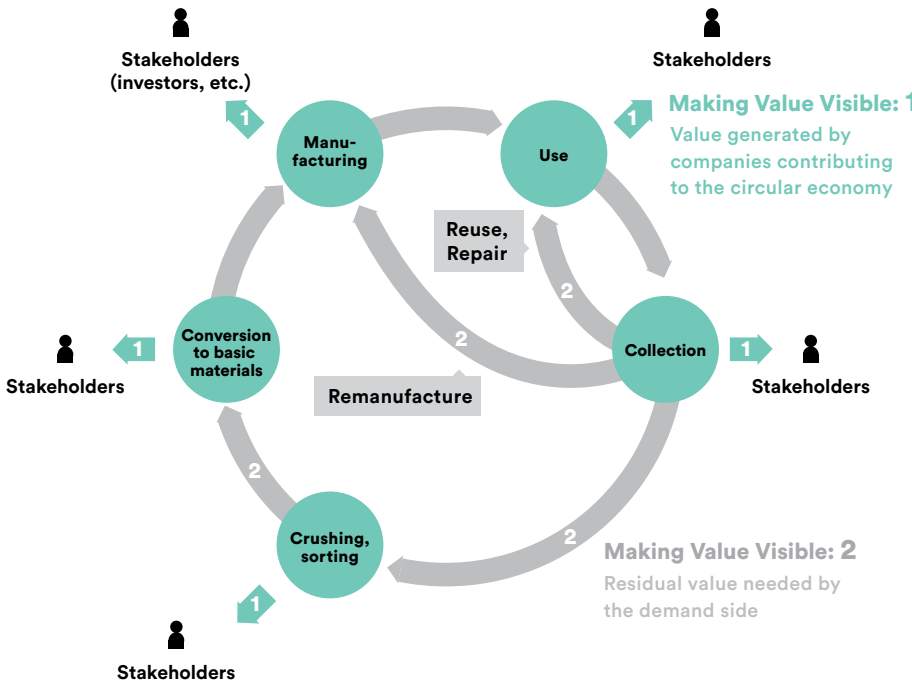 Stakeholders
(investors, etc.)
1
Manu-
facturing
Stakeholders
1
Making Value Visible: 1
Value generated by
companies contributing
to the circular economy
Use
Reuse,
Repair
2
2
Conversion
to basic
materials
1
Stakeholders
Collection
1
Stakeholders
Remanufacture
2
Crushing,
sorting
2
Making Value Visible: 2
Residual value needed by
the demand side
1
Stakeholders